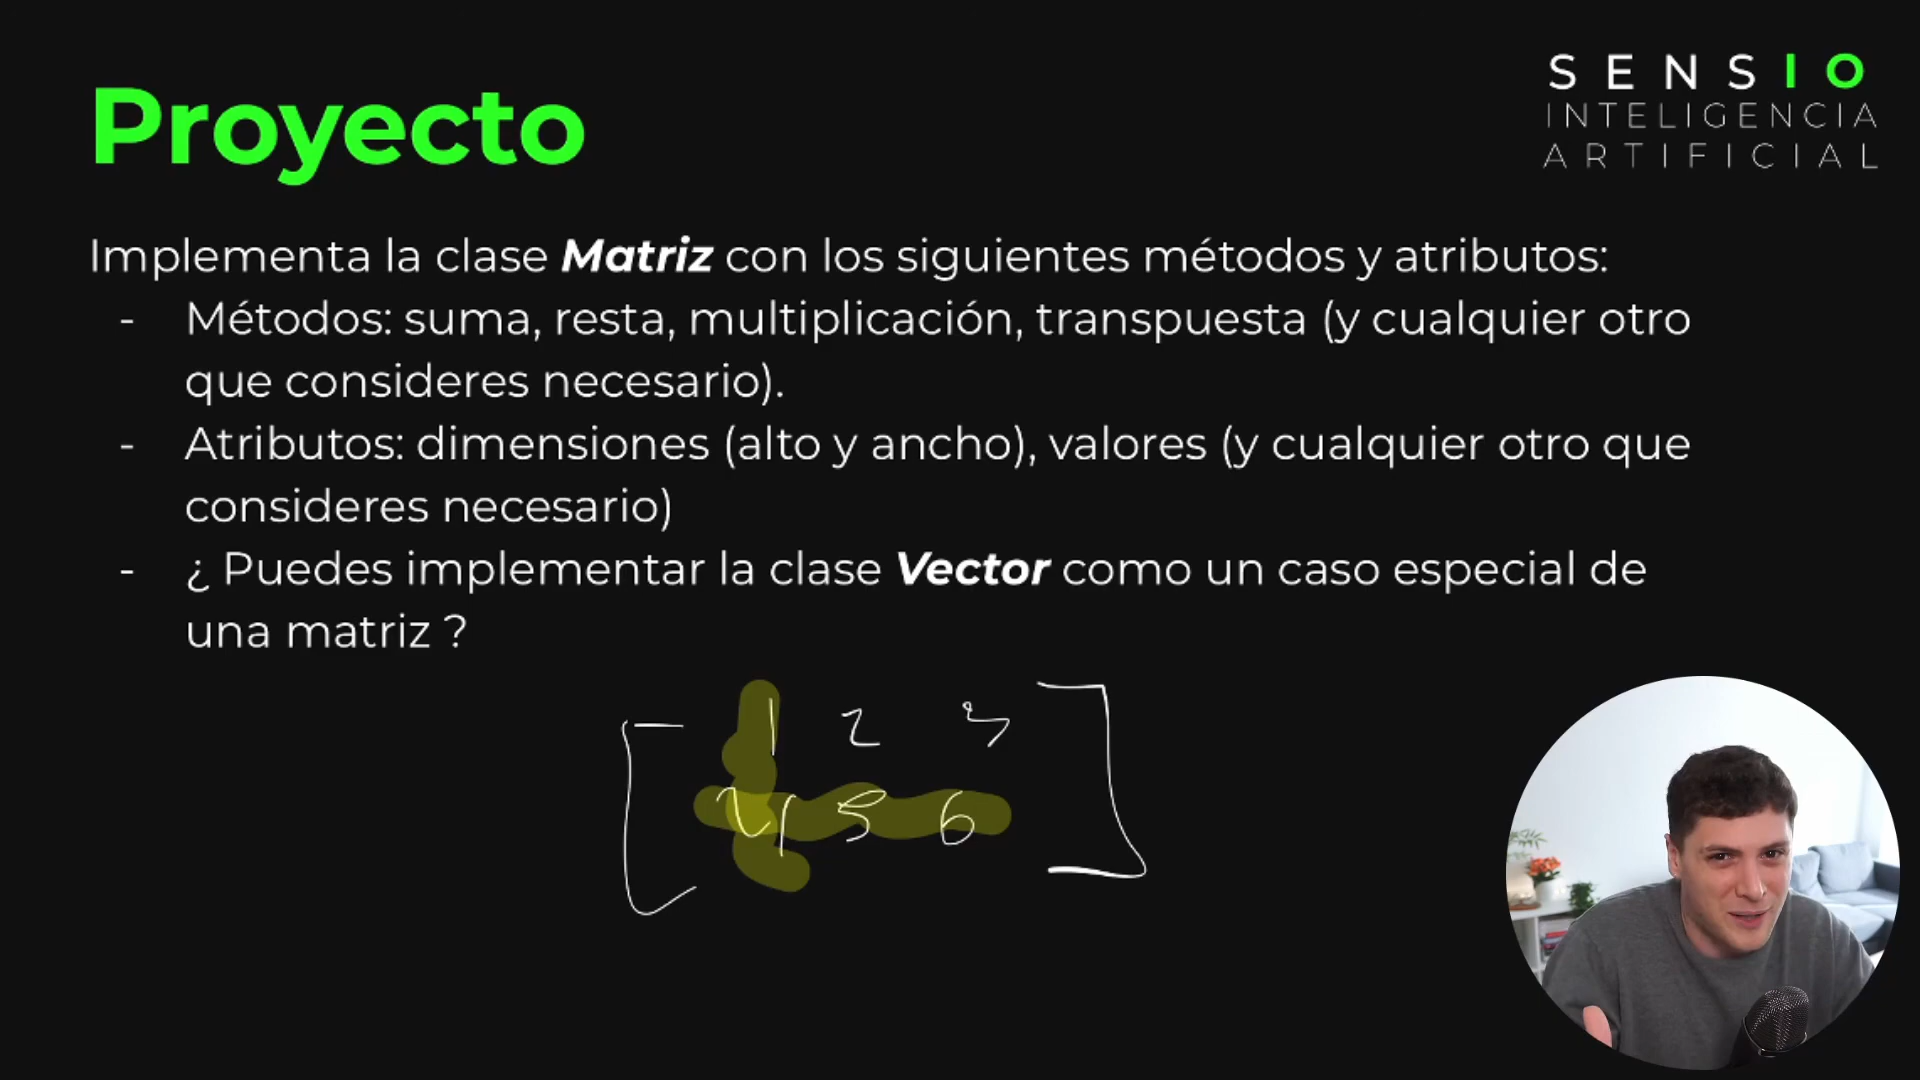 SENSIO
INTELIGENCIA
ARTIFICIAL
Proyecto
Implementa la clase Matriz con los siguientes métodos y atributos:
- Métodos: suma, resta, multiplicación, transpuesta (y cualquier otro
que consideres necesario).
- Atributos: dimensiones (alto y ancho), valores (y cualquier otro que
consideres necesario)
- ¿ Puedes implementar la clase Vector como un caso especial de
una matriz ?
1 2 3
4 5 6